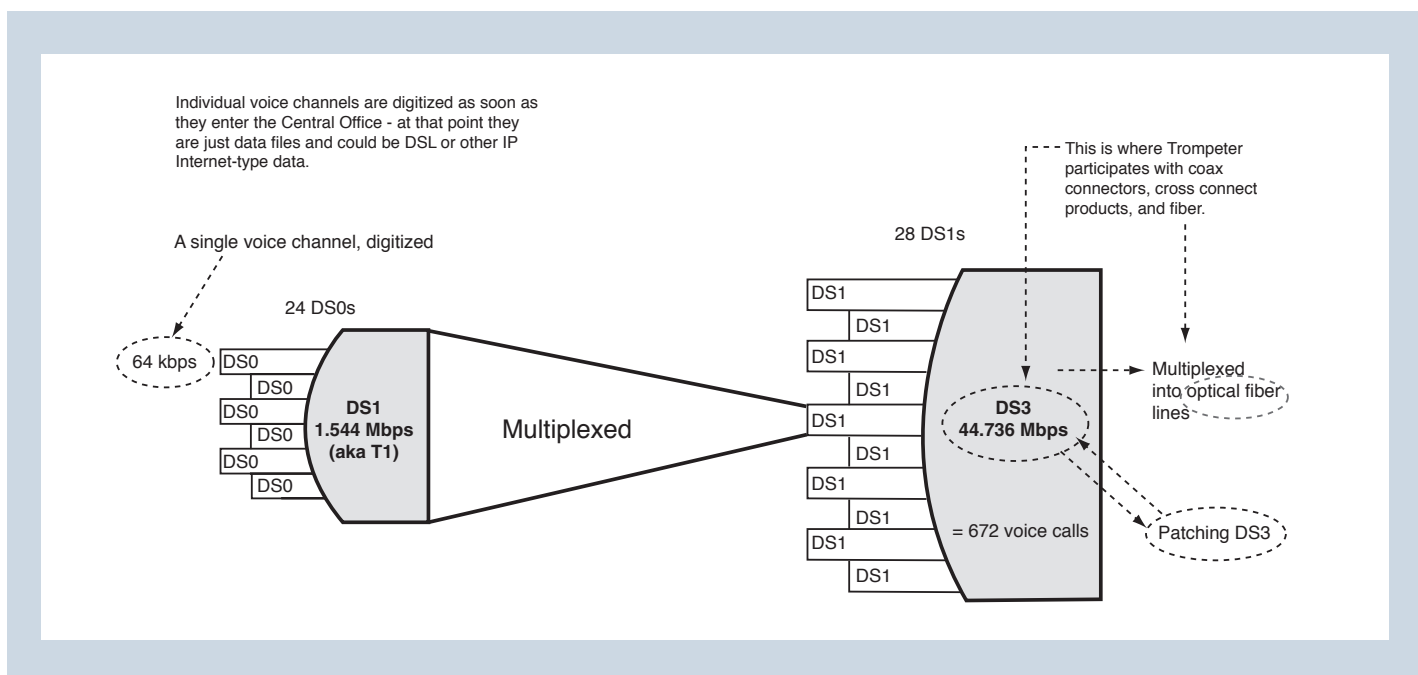 Individual voice channels are digitized as soon as
they enter the Central Office - at that point they
are just data files and could be DSL or other IP
Internet-type data.
A single voice channel, digitized
24 DS0s
64 kbps
DS0
DS0
DS0
DS0
DS0
DS0
DS1
1.544 Mbps
(aka T1)
Multiplexed
28 DS1s
DS1
DS1
DS1
DS1
DS1
DS1
DS1
DS1
DS1
DS1
DS3
44.736 Mbps
= 672 voice calls
This is where Trompeter
participates with coax
connectors, cross connect
products, and fiber.
Multiplexed
into optical fiber
lines
Patching DS3